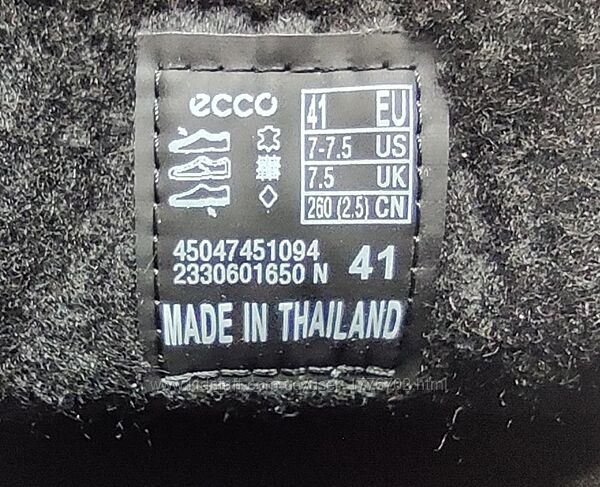 ecco
41 EU
7-7.5 US
7.5 UK
260 (2.5) CN
45047451094
2330601650 N 41
MADE IN THAILAND